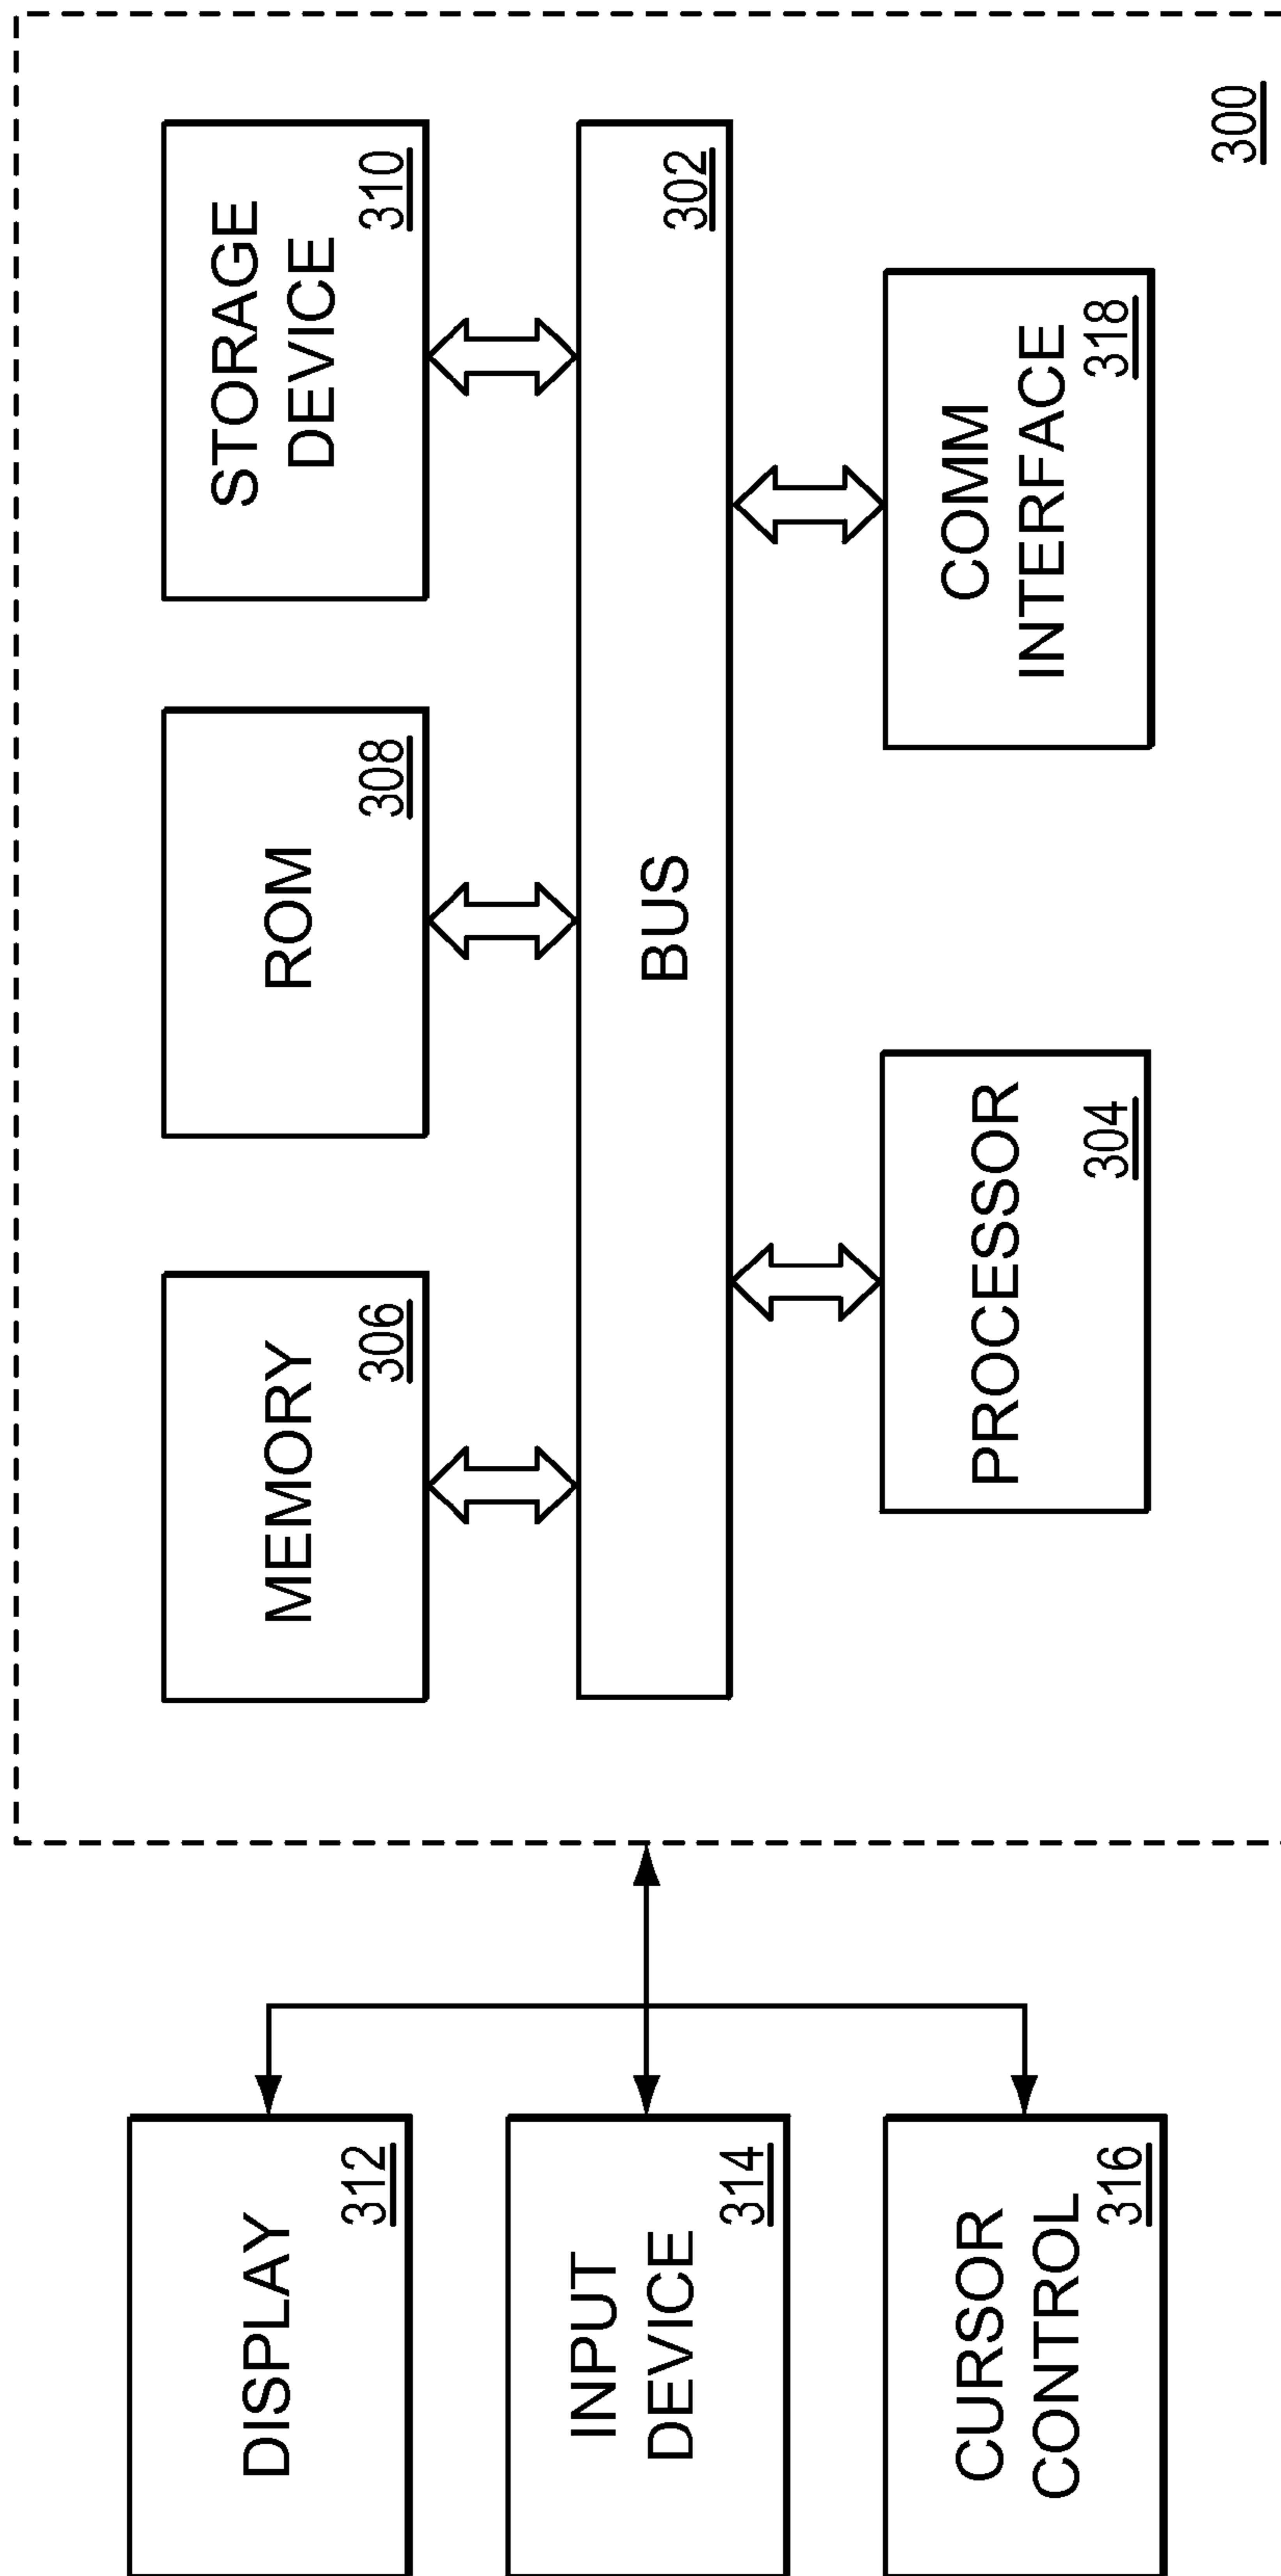 DISPLAY
312
INPUT
DEVICE
314
CURSOR
CONTROL
316
MEMORY
306
ROM
308
STORAGE
DEVICE
310
BUS
302
PROCESSOR
304
COMM
INTERFACE
318
300